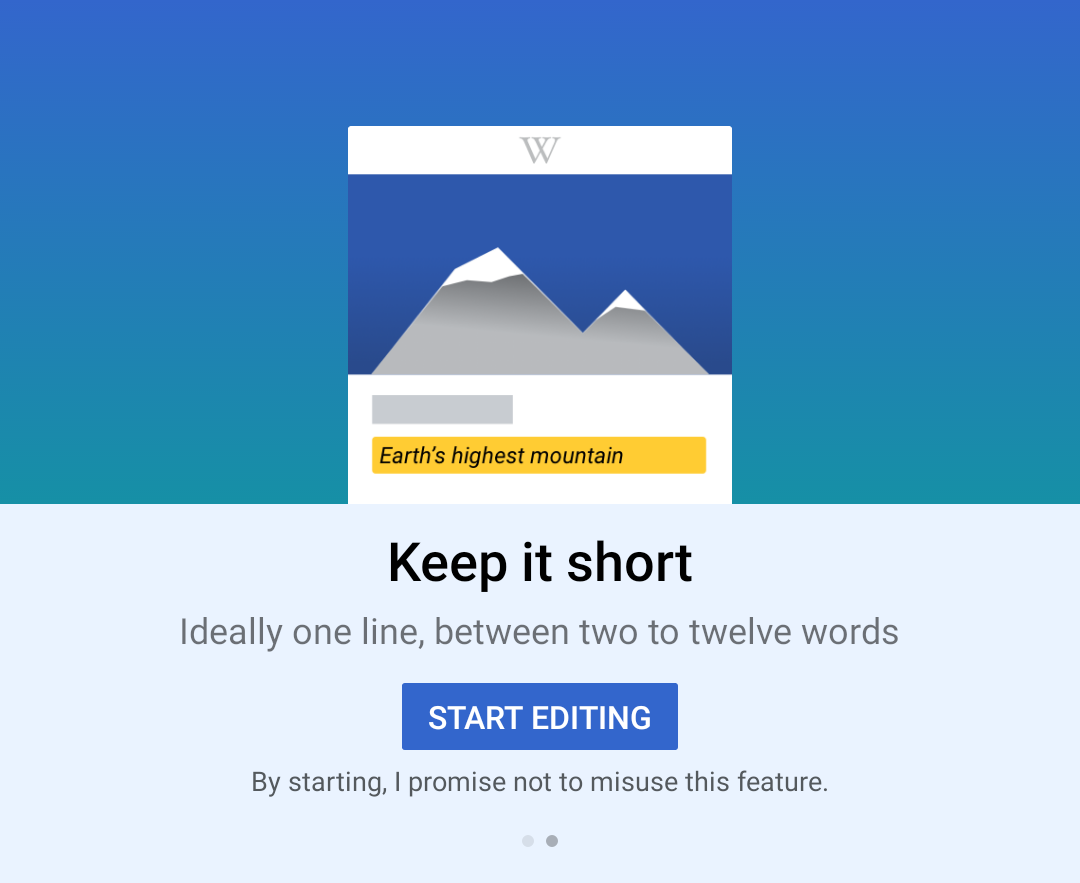 W
Earth's highest mountain
Keep it short
Ideally one line, between two to twelve words
START EDITING
By starting, I promise not to misuse this feature.